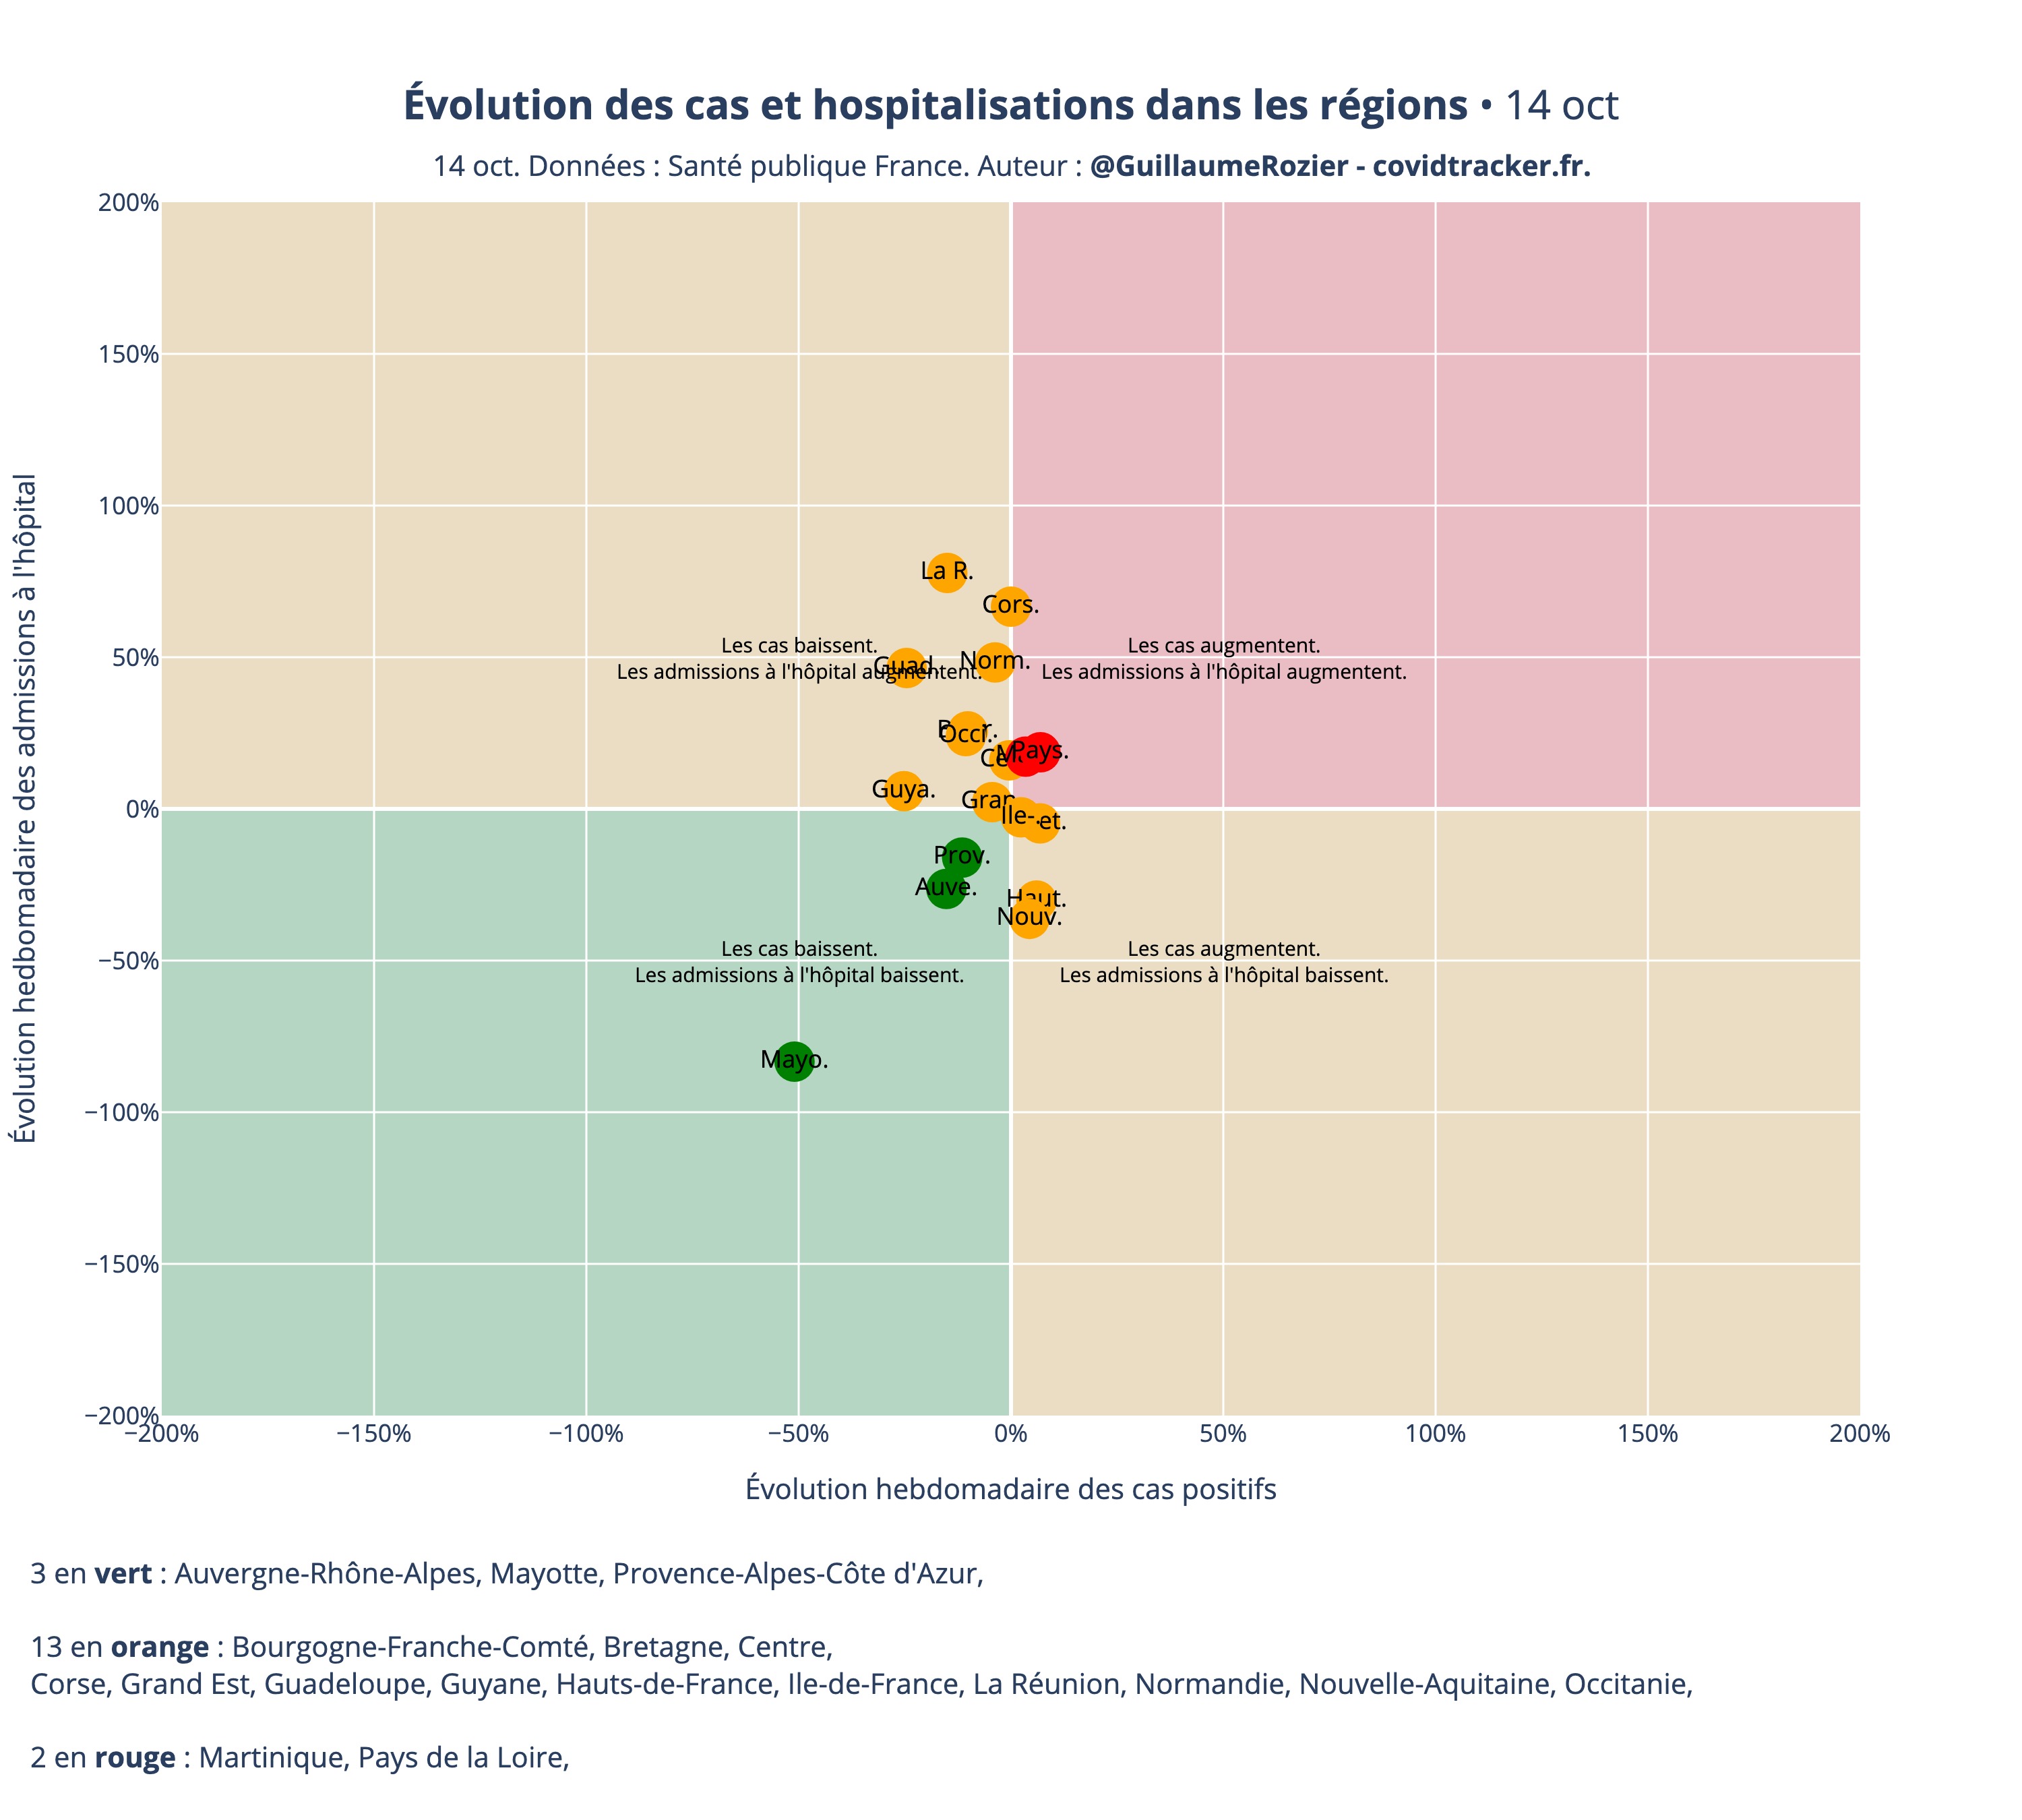 Évolution des cas et hospitalisations dans les régions • 14 oct
14 oct. Données : Santé publique France. Auteur : @GuillaumeRozier - covidtracker.fr.
200%
150%
100%
50%
0%
−50%
−100%
−150%
−200%
Évolution hedbomadaire des admissions à l'hôpital
La R.
Cors.
Les cas baissent.
Les admissions à l'hôpital augmentent.
Les cas augmentent.
Les admissions à l'hôpital augmentent.
Guad.
Norm.
Occi.
Pays.
Guya.
Gran.
Ile-.
Prov.
Auve.
Haut.
Nouv.
Les cas baissent.
Les admissions à l'hôpital baissent.
Les cas augmentent.
Les admissions à l'hôpital baissent.
Mayo.
−200%
−150%
−100%
−50%
0%
50%
100%
150%
200%
Évolution hebdomadaire des cas positifs
3 en vert : Auvergne-Rhône-Alpes, Mayotte, Provence-Alpes-Côte d'Azur,
13 en orange : Bourgogne-Franche-Comté, Bretagne, Centre,
Corse, Grand Est, Guadeloupe, Guyane, Hauts-de-France, Ile-de-France, La Réunion, Normandie, Nouvelle-Aquitaine, Occitanie,
2 en rouge : Martinique, Pays de la Loire,